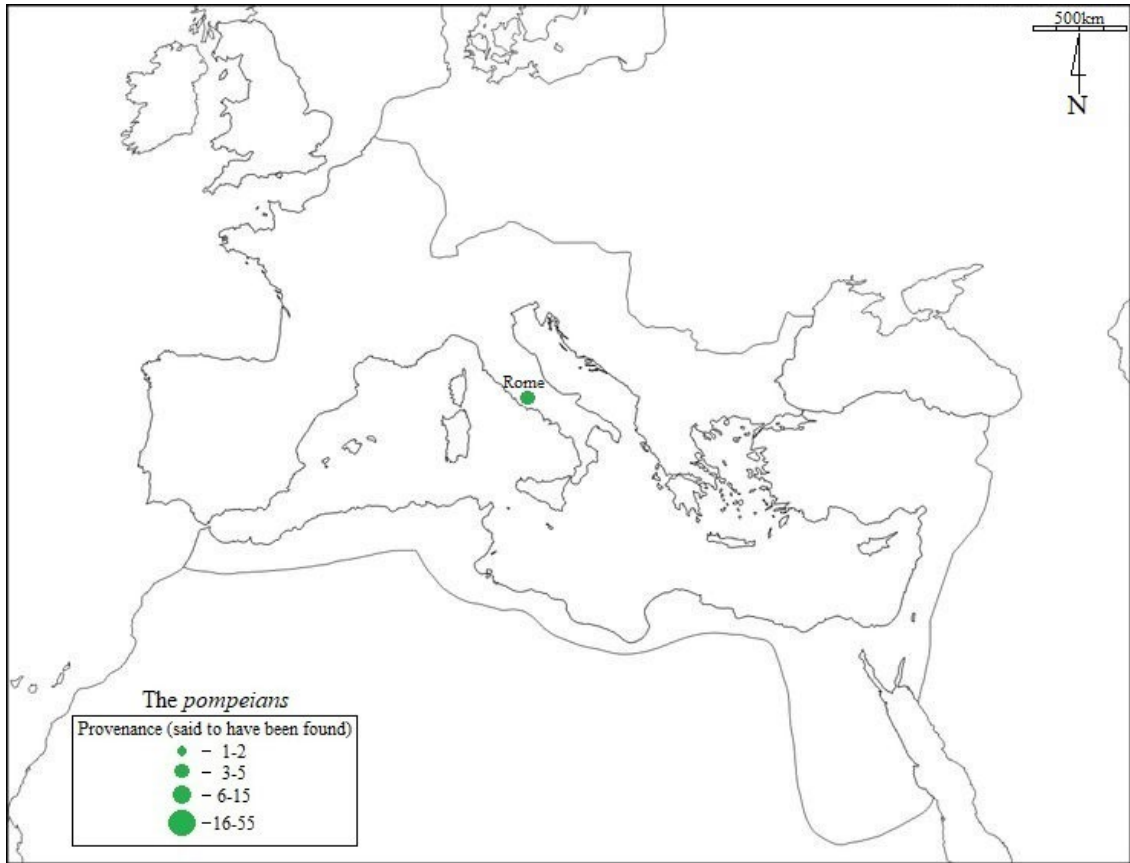 500km
N
Rome
The pompeians
Provenance (said to have been found)
- 1-2
- 3-5
- 6-15
-16-55